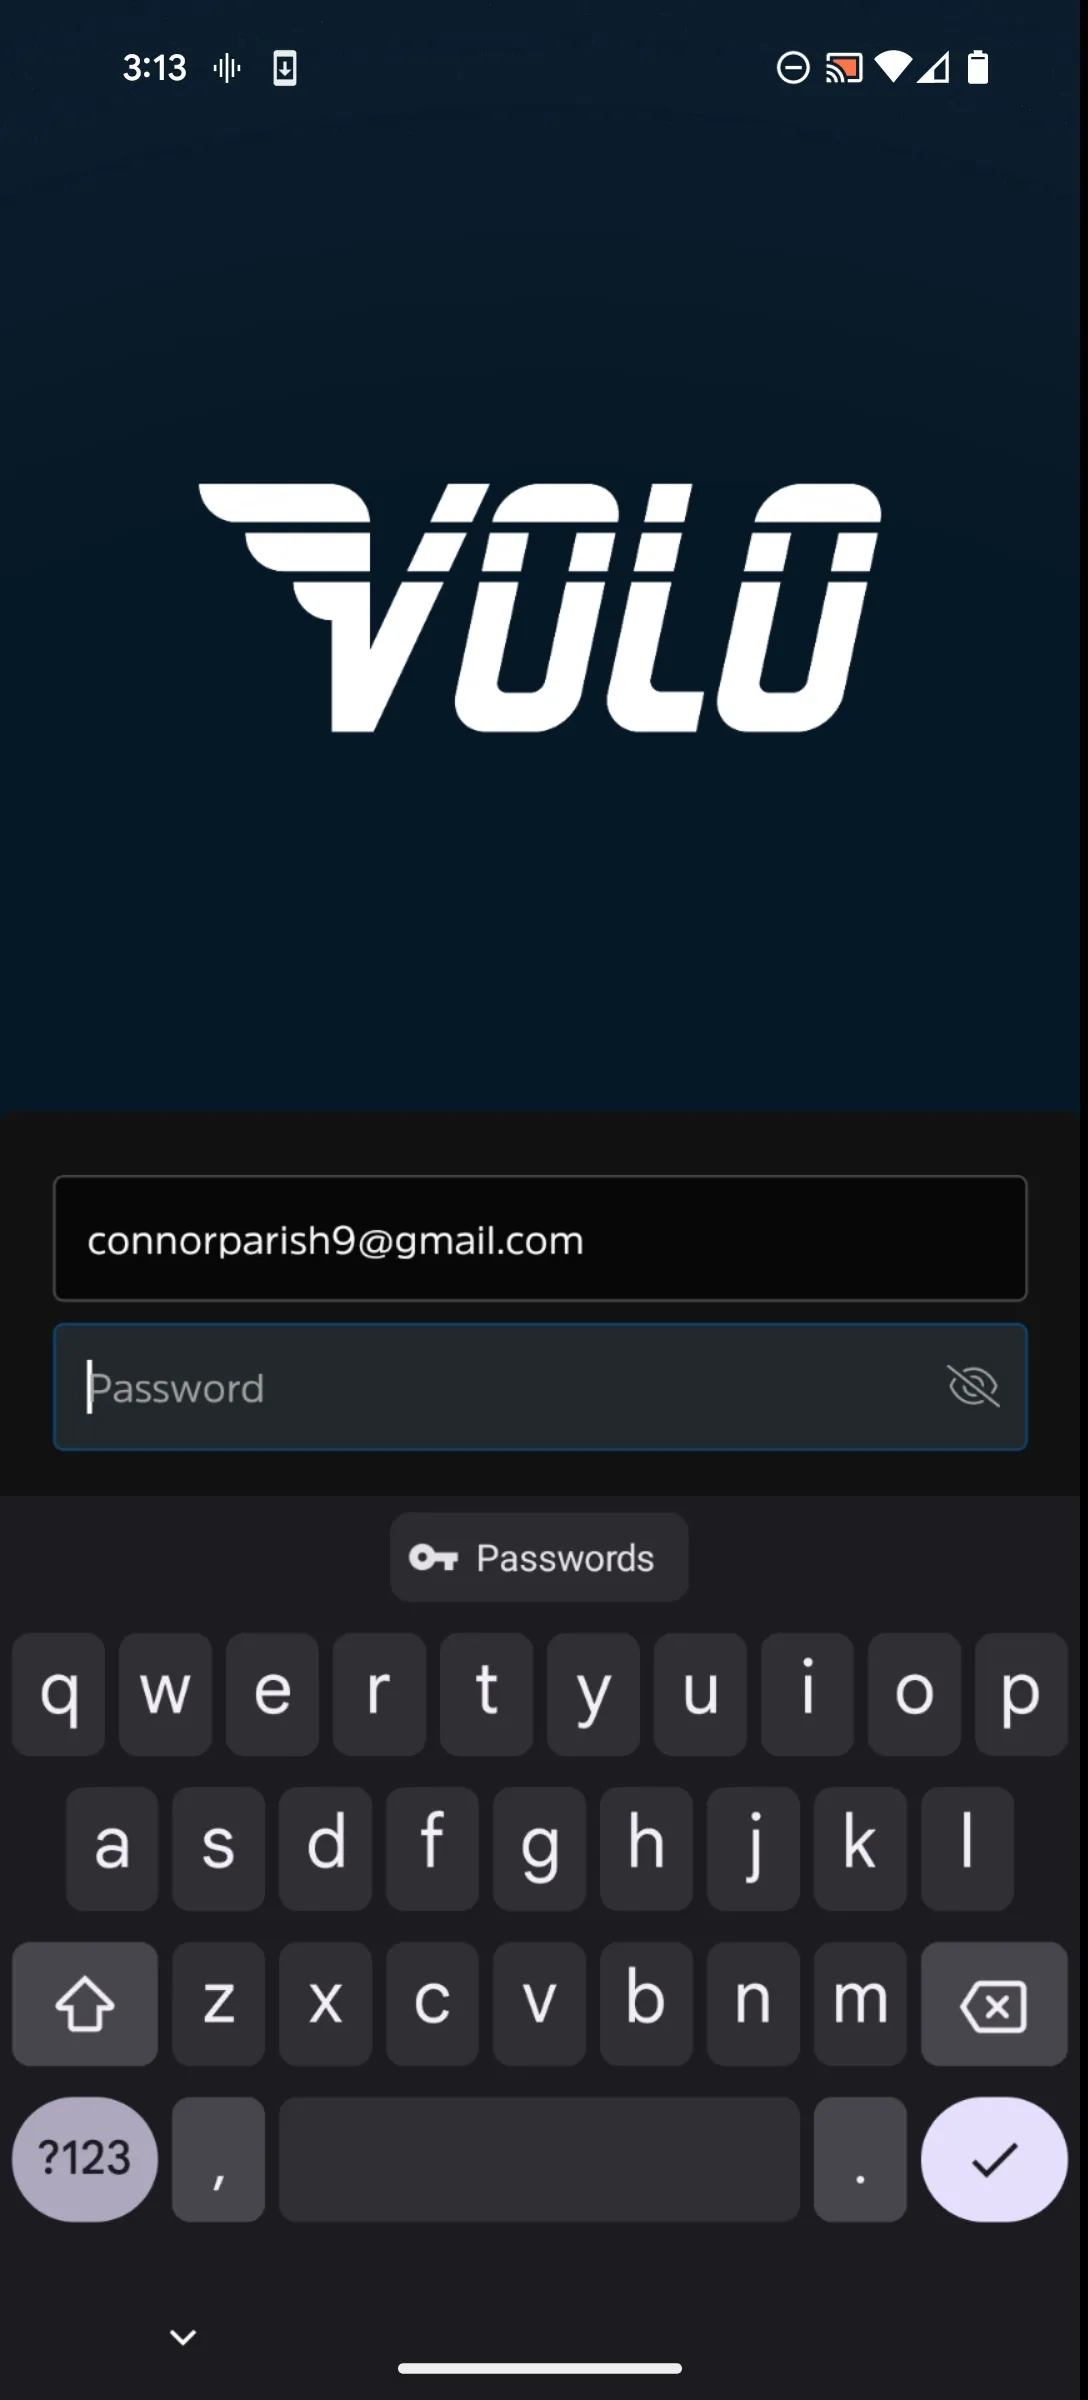 3:13
VOLO
connorparish9@gmail.com
Password
Passwords
q w e r t y u i o p
a s d f g h j k l
z x c v b n m
?123 , .